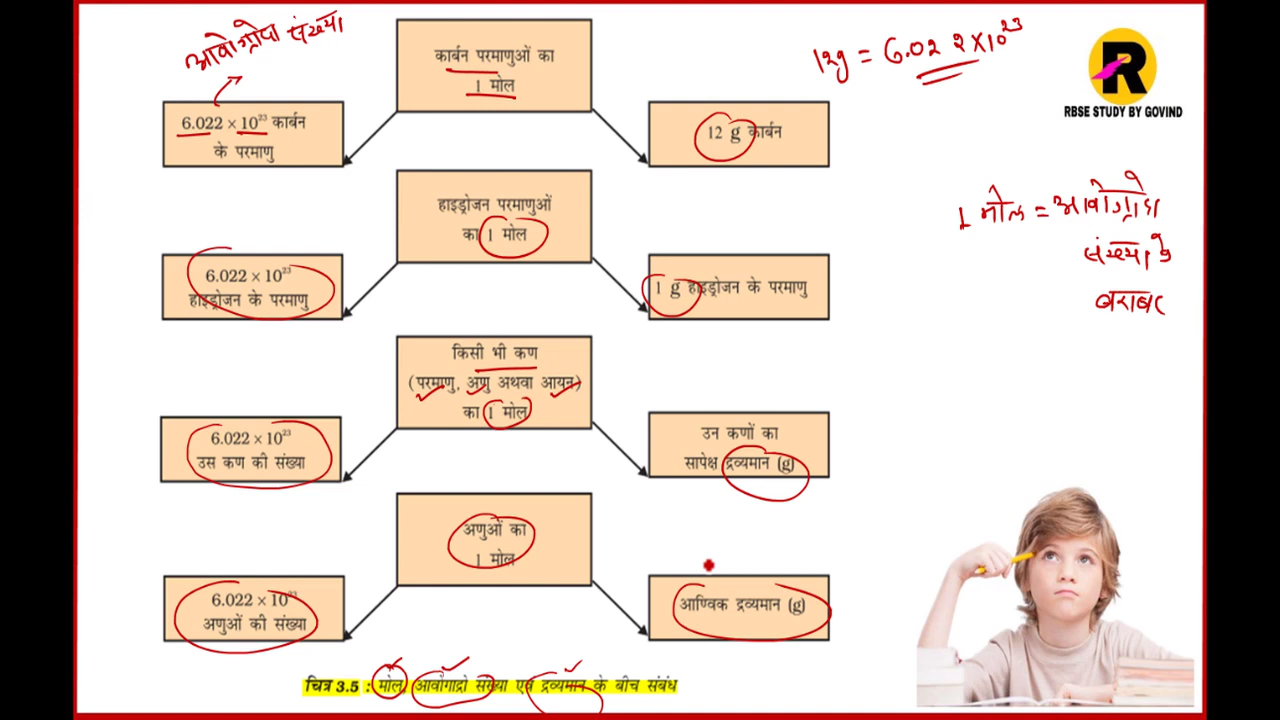 आवोग्रोदो संख्या
कार्बन परमाणुओं का
1 मोल
12g = 6.022 X 10²³
R
RBSE STUDY BY GOVIND
6.022 × 10²³ कार्बन
के परमाणु
12 g कार्बन
हाइड्रोजन परमाणुओं
का 1 मोल
1 मोल = आवोग्रोदो
संख्या के
बराबर
6.022 × 10²³
हाइड्रोजन के परमाणु
1 g हाइड्रोजन के परमाणु
किसी भी कण
(परमाणु, अणु अथवा आयन)
का 1 मोल
6.022 × 10²³
उस कण की संख्या
उन कणों का
सापेक्ष द्रव्यमान (g)
अणुओं का
1 मोल
6.022 × 10²³
अणुओं की संख्या
आण्विक द्रव्यमान (g)
चित्र 3.5 : मोल, आवोगाद्रो संख्या एवं द्रव्यमान के बीच संबंध